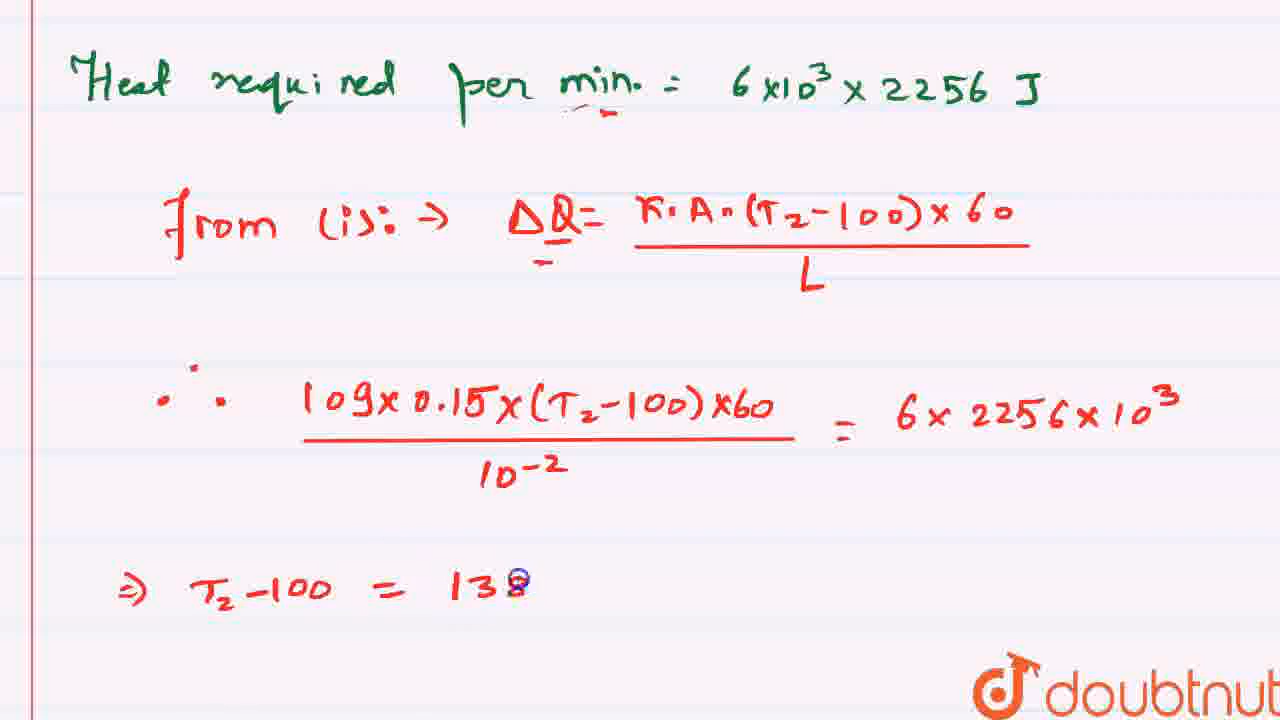 Heat required per min. = 6×10³ × 2256 J
From (i): → ΔQ = K.A.(T₂-100)×60
L
∴ 109×0.15×(T₂-100)×60 = 6× 2256×10³
10⁻²
⇒ T₂-100 = 138
doubtnut